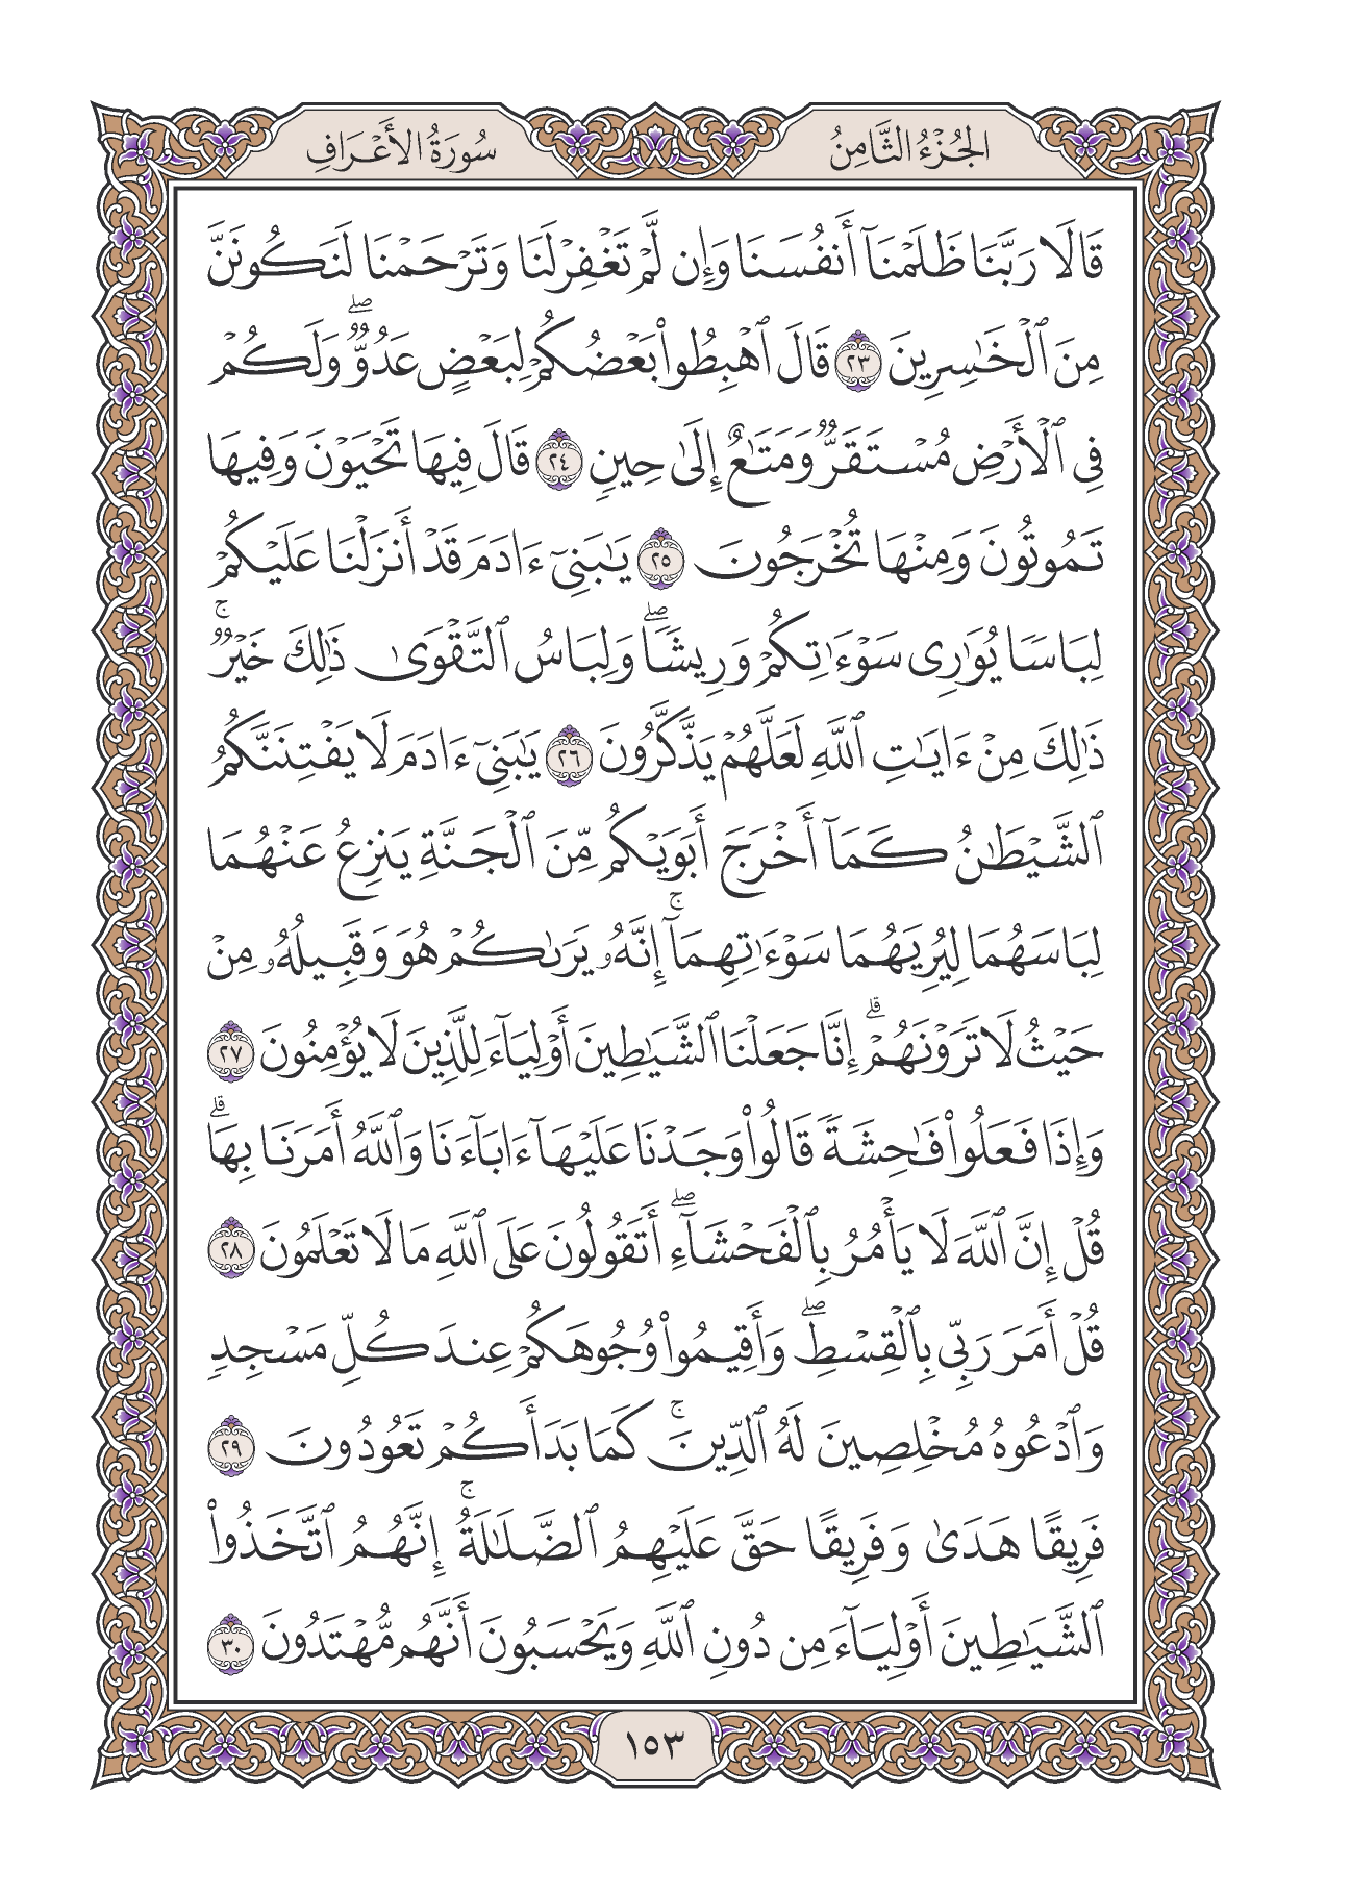 الجُزْءُ الثَّامِنُ
سُورَةُ الأَعْرَافِ
قَالَا رَبَّنَا ظَلَمْنَآ أَنفُسَنَا وَإِن لَّمْ تَغْفِرْ لَنَا وَتَرْحَمْنَا لَنَكُونَنَّ
مِنَ ٱلْخَـٰسِرِينَ ٢٣ قَالَ ٱهْبِطُوا۟ بَعْضُكُمْ لِبَعْضٍ عَدُوٌّ ۖ وَلَكُمْ
فِى ٱلْأَرْضِ مُسْتَقَرٌّ وَمَتَـٰعٌ إِلَىٰ حِينٍ ٢٤ قَالَ فِيهَا تَحْيَوْنَ وَفِيهَا
تَمُوتُونَ وَمِنْهَا تُخْرَجُونَ ٢٥ يَـٰبَنِىٓ ءَادَمَ قَدْ أَنزَلْنَا عَلَيْكُمْ
لِبَاسًا يُوَٰرِى سَوْءَٰتِكُمْ وَرِيشًا ۖ وَلِبَاسُ ٱلتَّقْوَىٰ ذَٰلِكَ خَيْرٌ ۚ
ذَٰلِكَ مِنْ ءَايَـٰتِ ٱللَّهِ لَعَلَّهُمْ يَذَّكَّرُونَ ٢٦ يَـٰبَنِىٓ ءَادَمَ لَا يَفْتِنَنَّكُمُ
ٱلشَّيْطَـٰنُ كَمَآ أَخْرَجَ أَبَوَيْكُم مِّنَ ٱلْجَنَّةِ يَنزِعُ عَنْهُمَا
لِبَاسَهُمَا لِيُرِيَهُمَا سَوْءَٰتِهِمَآ ۚ إِنَّهُۥ يَرَىٰكُمْ هُوَ وَقَبِيلُهُۥ مِنْ
حَيْثُ لَا تَرَوْنَهُمْ ۗ إِنَّا جَعَلْنَا ٱلشَّيَـٰطِينَ أَوْلِيَآءَ لِلَّذِينَ لَا يُؤْمِنُونَ ٢٧
وَإِذَا فَعَلُوا۟ فَـٰحِشَةً قَالُوا۟ وَجَدْنَا عَلَيْهَآ ءَابَآءَنَا وَٱللَّهُ أَمَرَنَا بِهَا ۗ
قُلْ إِنَّ ٱللَّهَ لَا يَأْمُرُ بِٱلْفَحْشَآءِ ۖ أَتَقُولُونَ عَلَى ٱللَّهِ مَا لَا تَعْلَمُونَ ٢٨
قُلْ أَمَرَ رَبِّى بِٱلْقِسْطِ ۖ وَأَقِيمُوا۟ وُجُوهَكُمْ عِندَ كُلِّ مَسْجِدٍ
وَٱدْعُوهُ مُخْلِصِينَ لَهُ ٱلدِّينَ ۚ كَمَا بَدَأَكُمْ تَعُودُونَ ٢٩
فَرِيقًا هَدَىٰ وَفَرِيقًا حَقَّ عَلَيْهِمُ ٱلضَّلَـٰلَةُ ۚ إِنَّهُمُ ٱتَّخَذُوا۟
ٱلشَّيَـٰطِينَ أَوْلِيَآءَ مِن دُونِ ٱللَّهِ وَيَحْسَبُونَ أَنَّهُم مُّهْتَدُونَ ٣٠
١٥٣